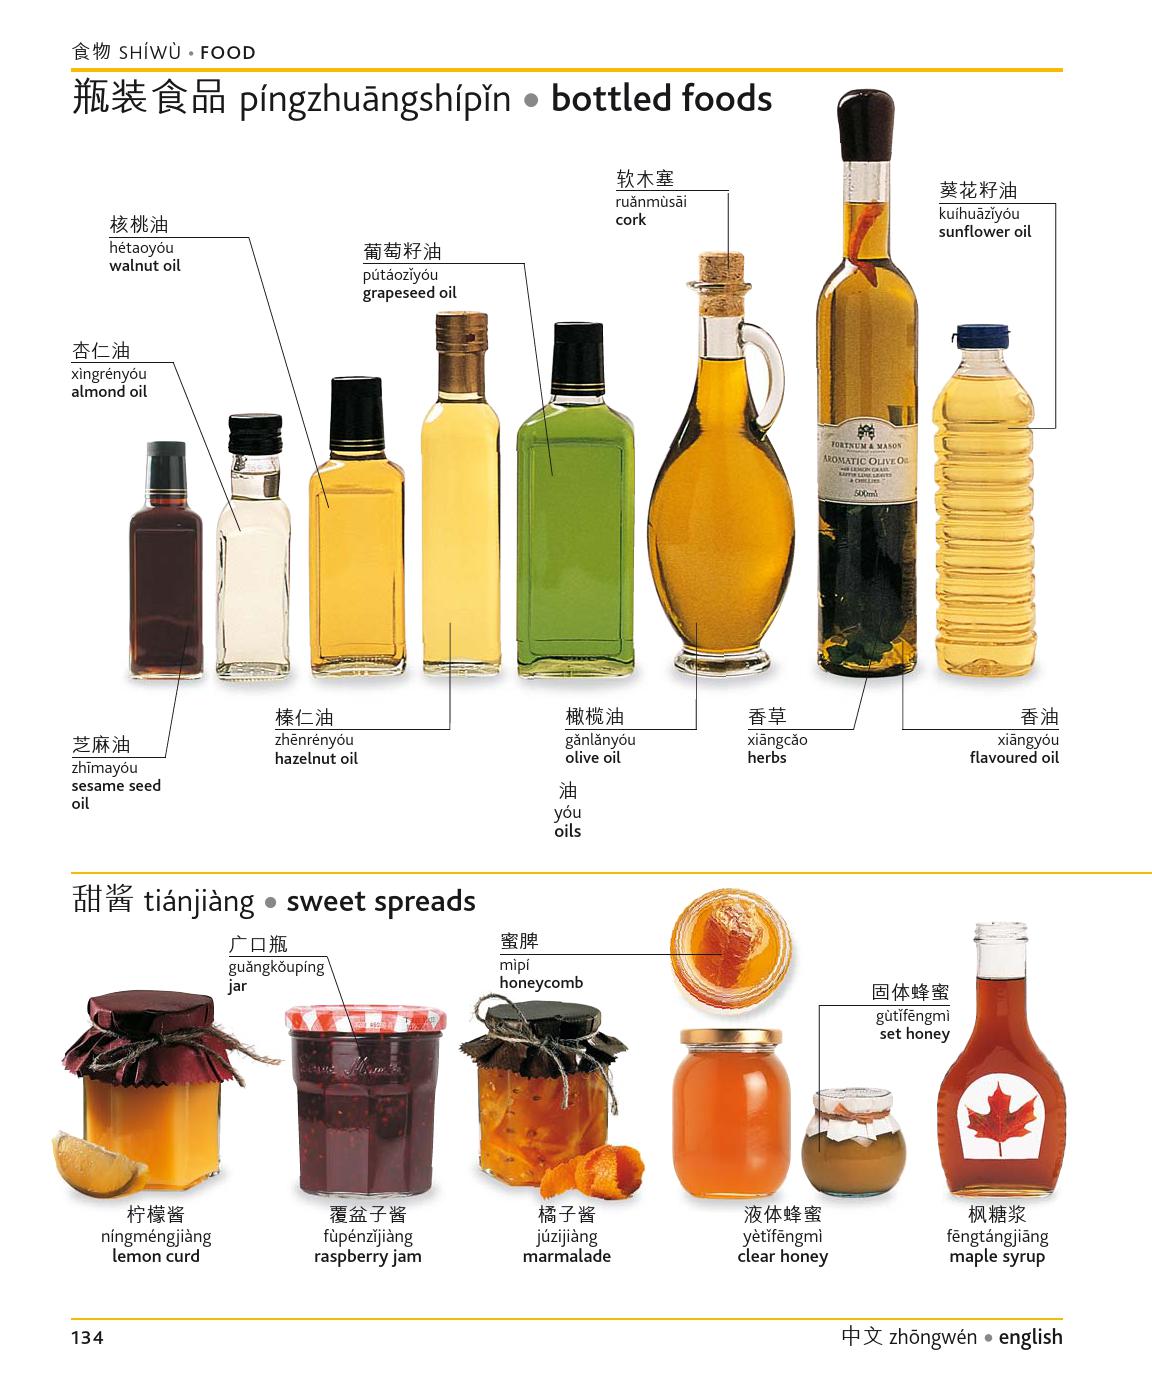 食物 SHÍWÙ • FOOD
瓶装食品 píngzhuāngshípǐn • bottled foods
软木塞
ruǎnmùsāi
cork
葵花籽油
kuíhuāzǐyóu
sunflower oil
核桃油
hétaoyóu
walnut oil
葡萄籽油
pútáozǐyóu
grapeseed oil
杏仁油
xìngrényóu
almond oil
FORTNUM & MASON
AROMATIC OLIVE OIL
with LEMON GRASS,
KAFFIR LIME LEAVES
& CHILLIES
500ml
芝麻油
zhīmayóu
sesame seed
oil
榛仁油
zhēnrényóu
hazelnut oil
橄榄油
gǎnlǎnyóu
olive oil
香草
xiāngcǎo
herbs
香油
xiāngyóu
flavoured oil
油
yóu
oils
甜酱 tiánjiàng • sweet spreads
广口瓶
guǎngkǒupíng
jar
蜜脾
mìpí
honeycomb
固体蜂蜜
gùtǐfēngmì
set honey
柠檬酱
níngméngjiàng
lemon curd
覆盆子酱
fùpénzǐjiàng
raspberry jam
橘子酱
júzijiàng
marmalade
液体蜂蜜
yètǐfēngmì
clear honey
枫糖浆
fēngtángjiāng
maple syrup
134
中文 zhōngwén • english